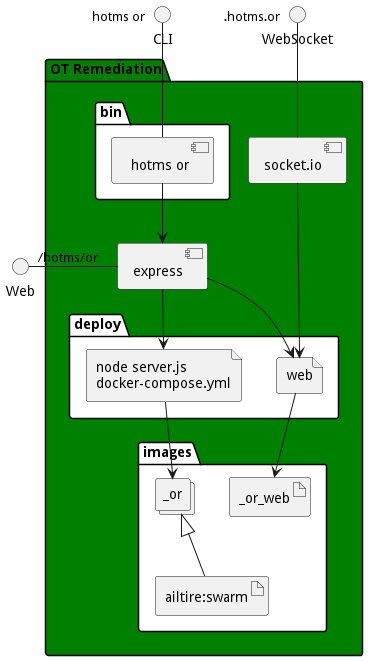 hotms or
.hotms.or
CLI
WebSocket
OT Remediation
bin
hotms or
socket.io
/hotms/or
express
Web
deploy
node server.js
docker-compose.yml
web
images
_or
_or_web
ailtire:swarm